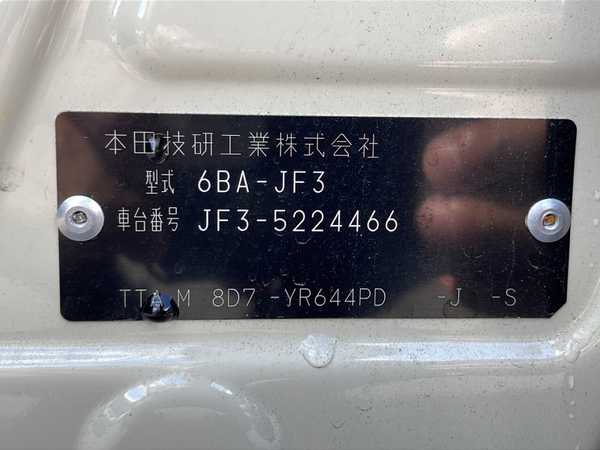 本田技研工業株式会社
型式 6BA-JF3
車台番号 JF3-5224466
TTA M 8D7 -YR644PD -J -S